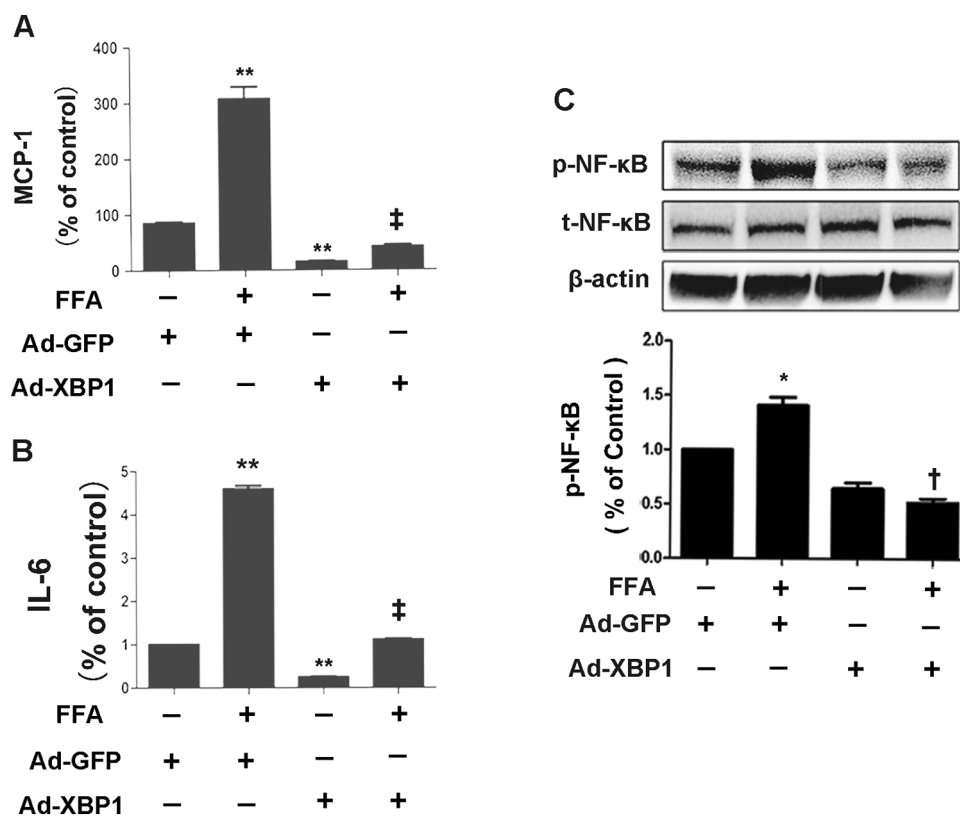 A
MCP-1
(% of control)
400
300
200
100
0
**
**
‡
FFA − + − +
Ad-GFP + + − −
Ad-XBP1 − − + +
B
IL-6
(% of control)
5
4
3
2
1
0
**
**
‡
FFA − + − +
Ad-GFP + + − −
Ad-XBP1 − − + +
C
p-NF-κB
t-NF-κB
β-actin
p-NF-κB
( % of Control )
2.0
1.5
1.0
0.5
0.0
*
†
FFA − + − +
Ad-GFP + + − −
Ad-XBP1 − − + +